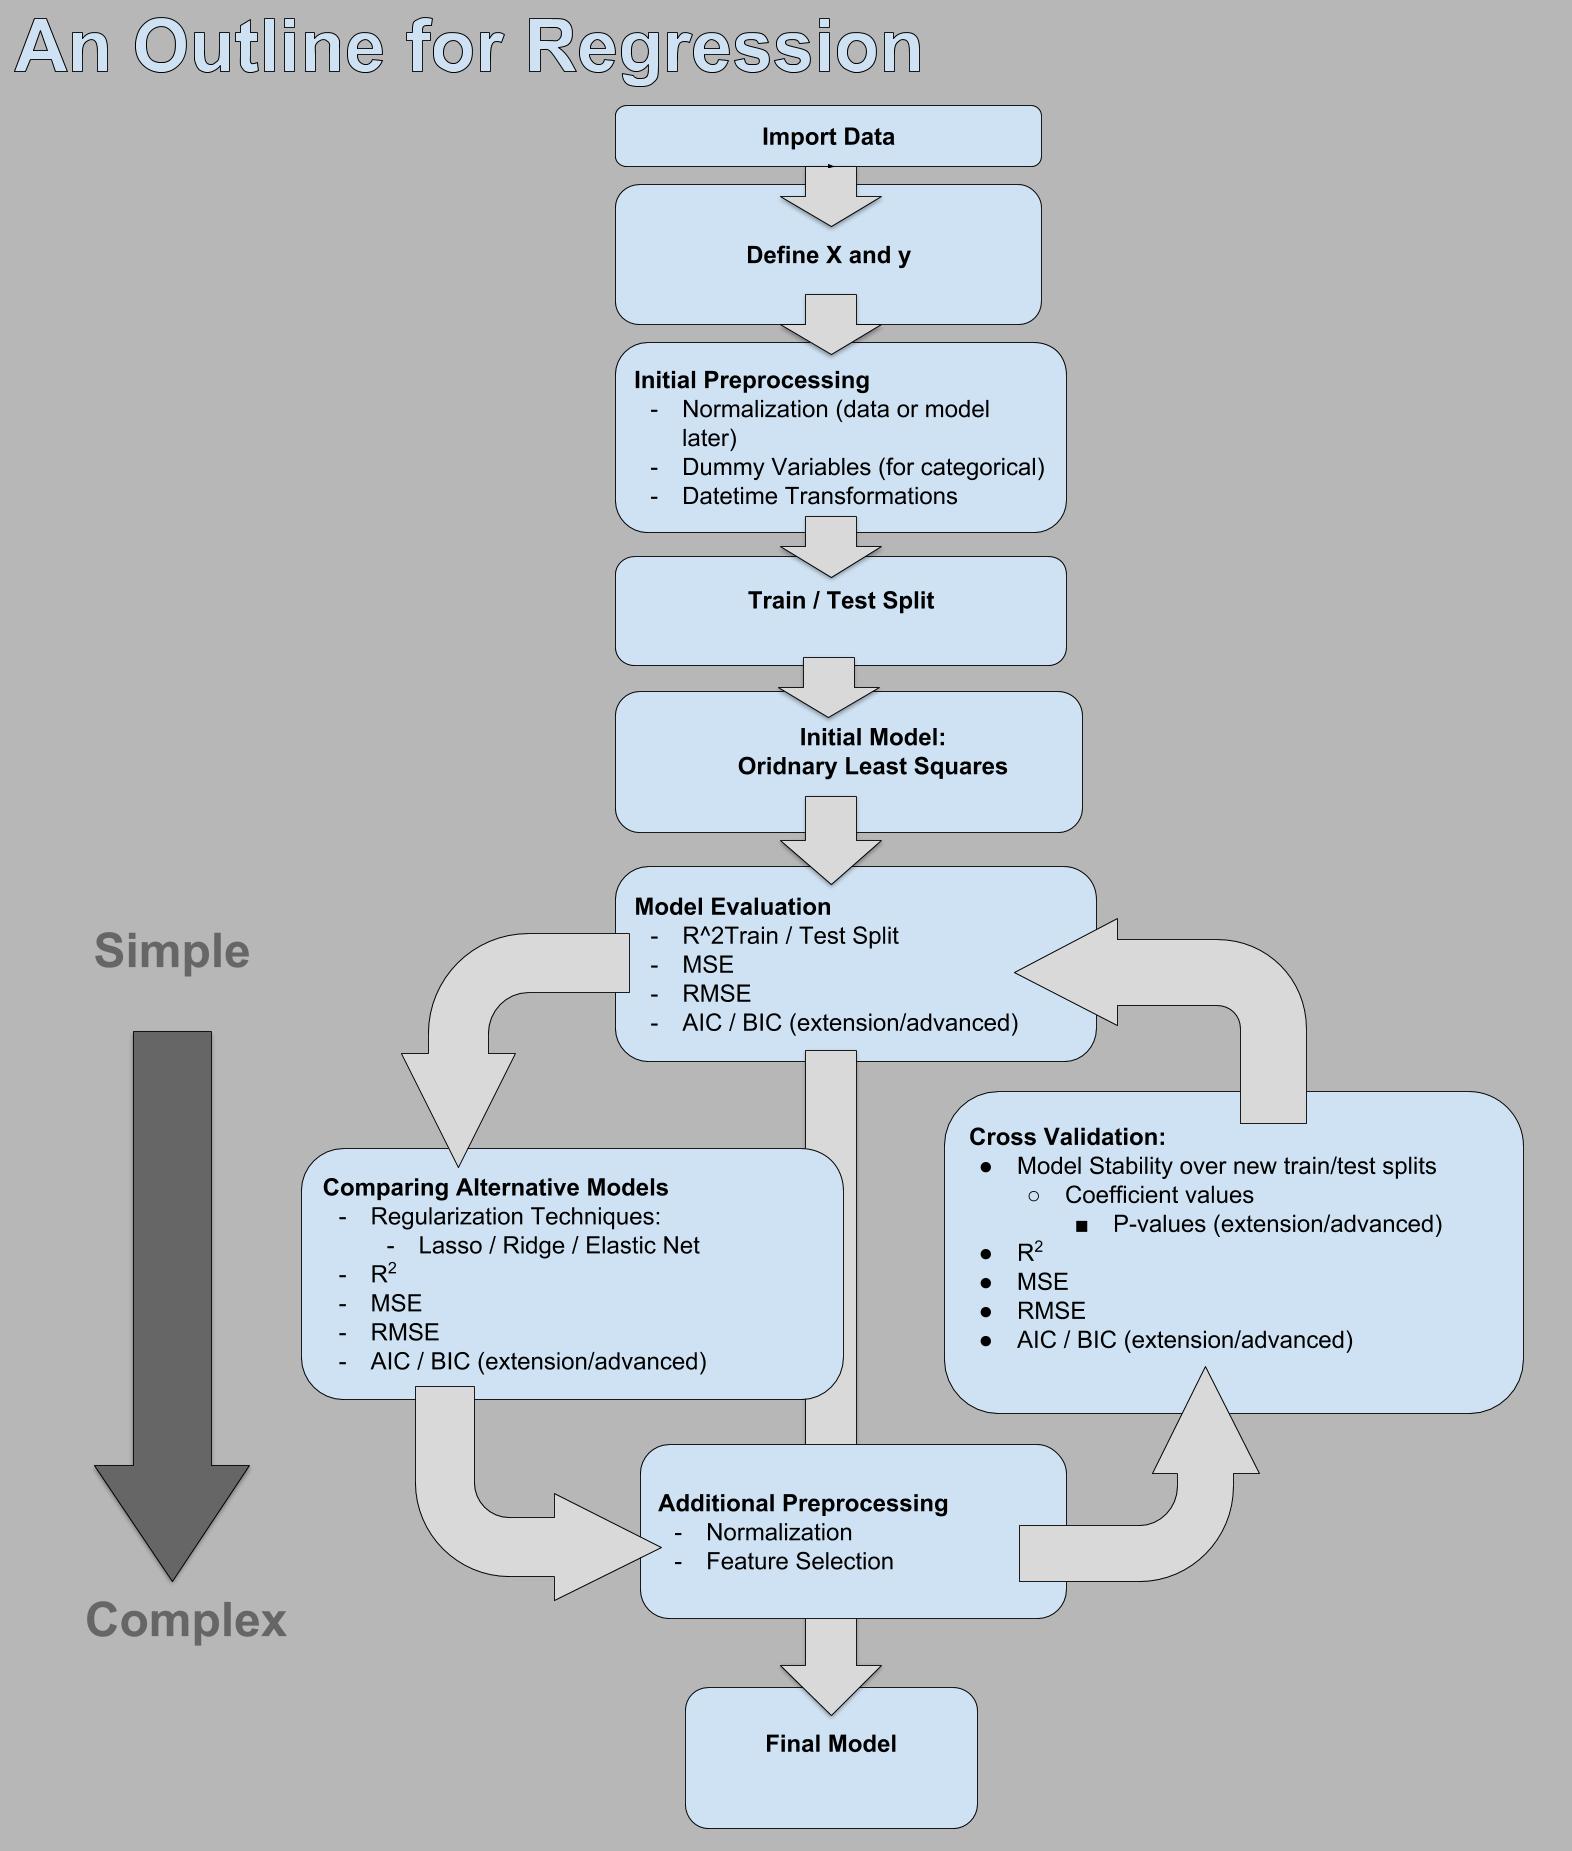 An Outline for Regression
Import Data
Define X and y
Initial Preprocessing
- Normalization (data or model
later)
- Dummy Variables (for categorical)
- Datetime Transformations
Train / Test Split
Initial Model:
Oridnary Least Squares
Model Evaluation
- R^2Train / Test Split
- MSE
- RMSE
- AIC / BIC (extension/advanced)
Simple
Complex
Comparing Alternative Models
- Regularization Techniques:
- Lasso / Ridge / Elastic Net
- R²
- MSE
- RMSE
- AIC / BIC (extension/advanced)
Cross Validation:
● Model Stability over new train/test splits
○ Coefficient values
■ P-values (extension/advanced)
● R²
● MSE
● RMSE
● AIC / BIC (extension/advanced)
Additional Preprocessing
- Normalization
- Feature Selection
Final Model